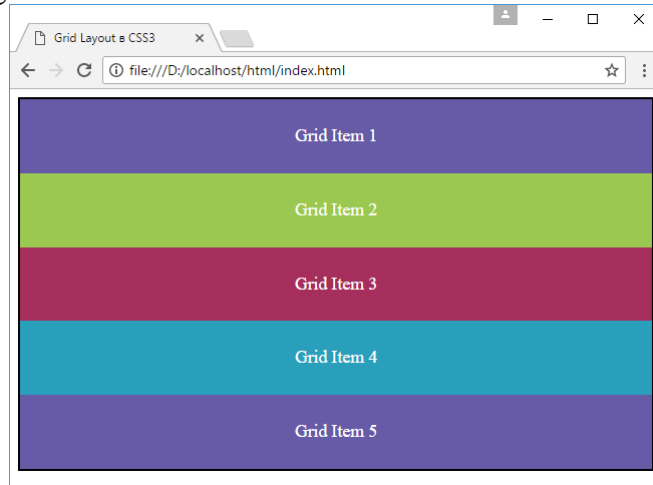 Grid Layout в CSS3
file:///D:/localhost/html/index.html
Grid Item 1
Grid Item 2
Grid Item 3
Grid Item 4
Grid Item 5